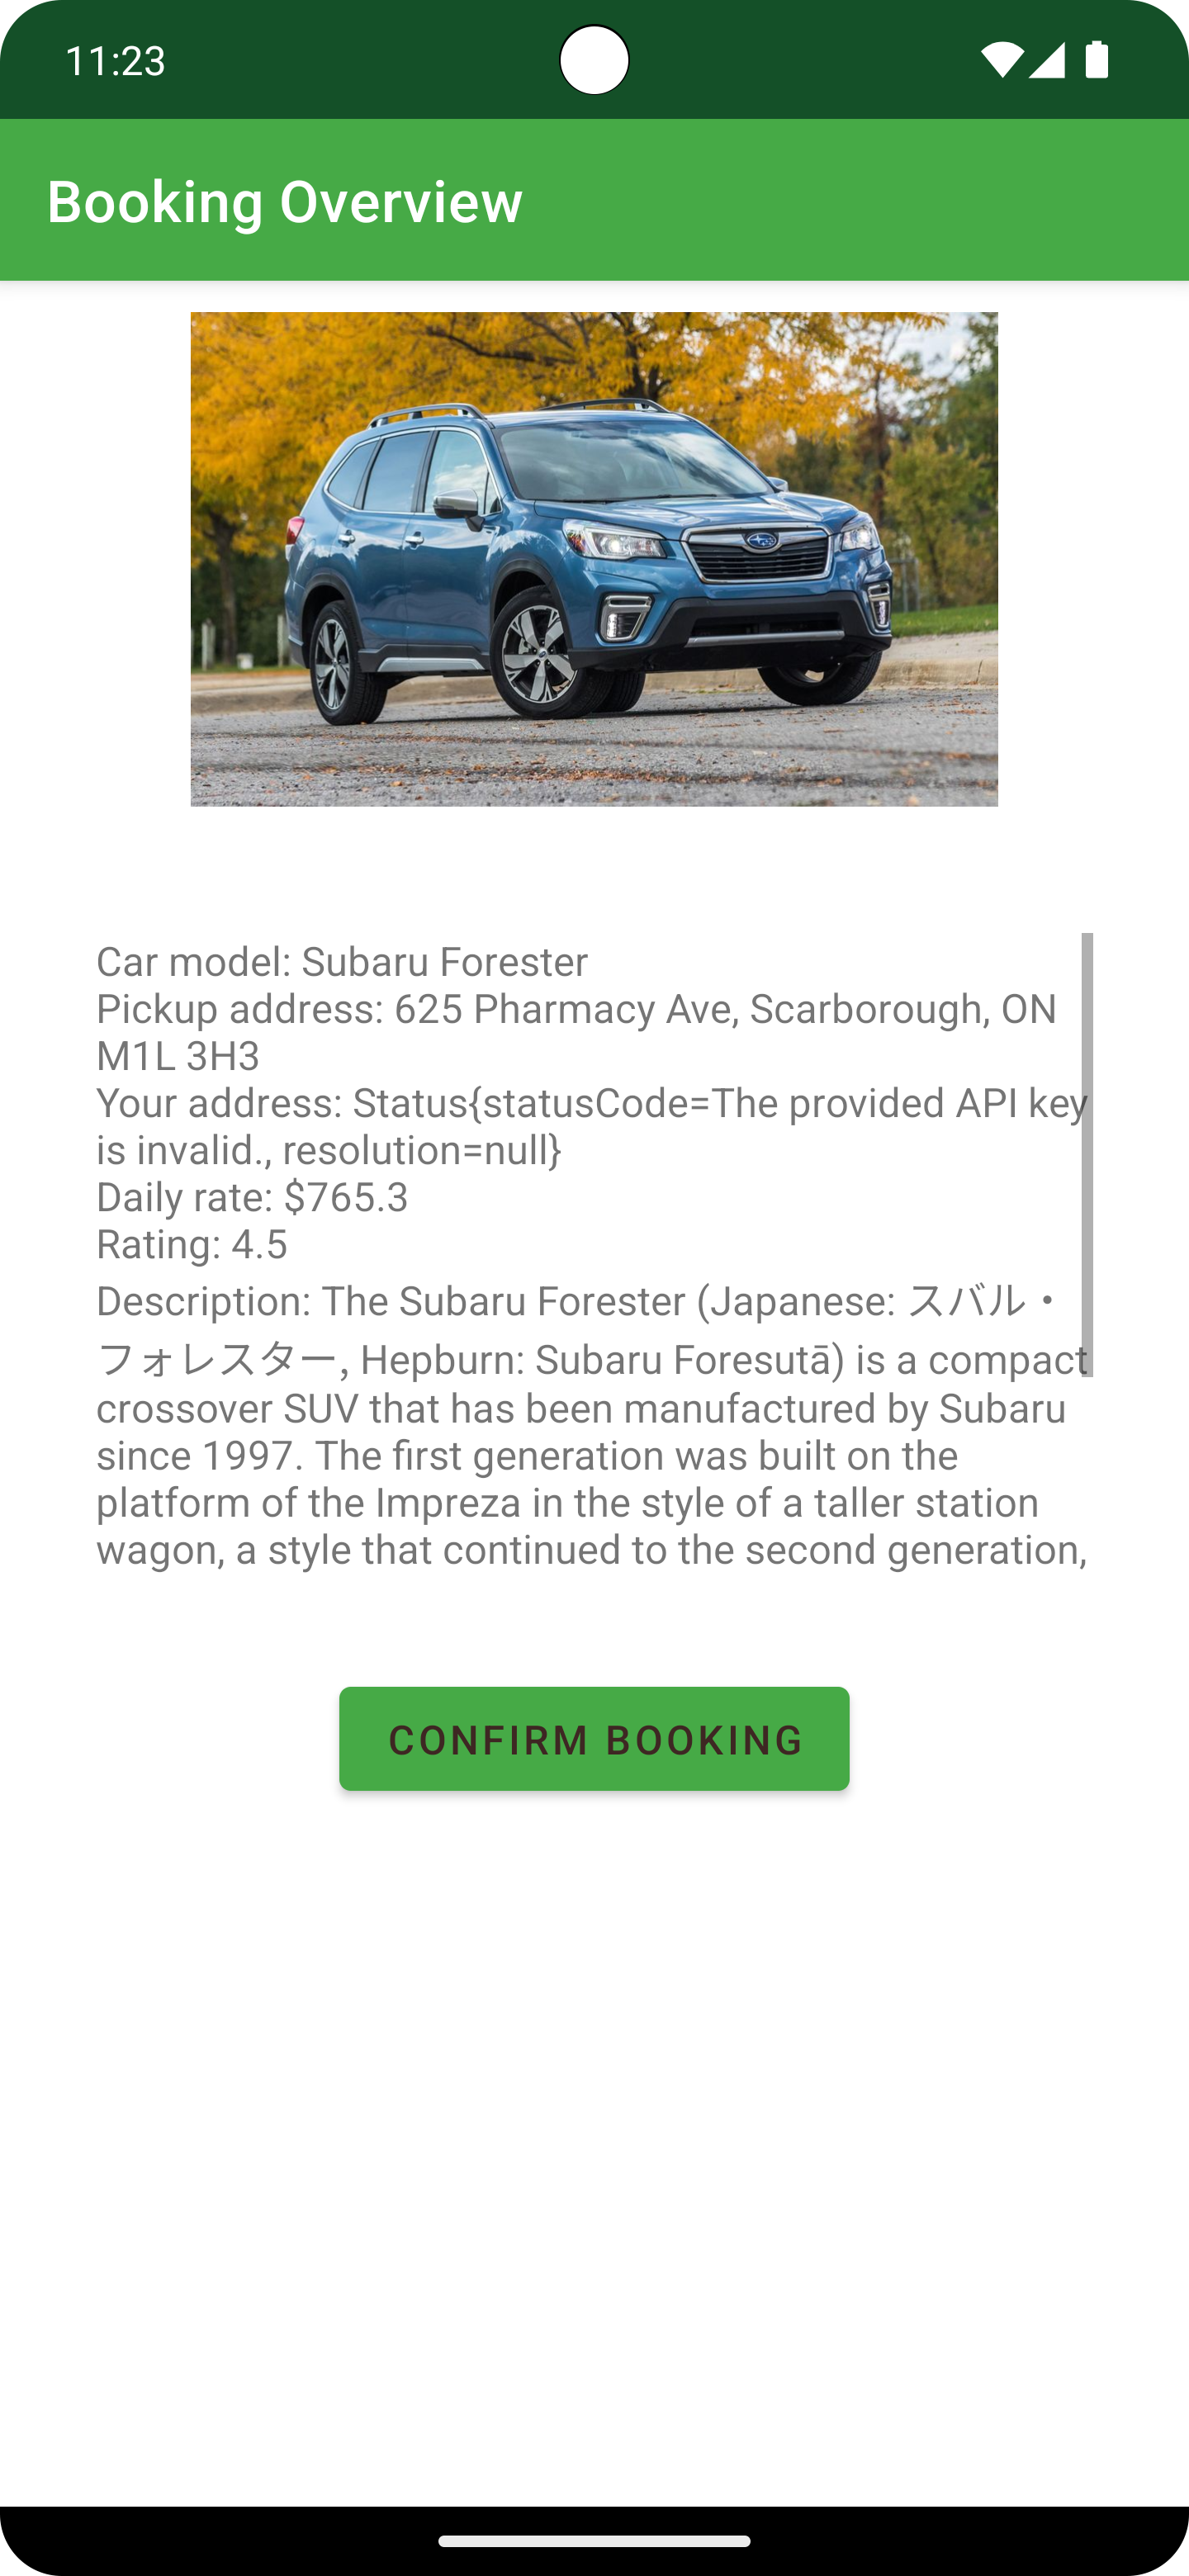 11:23
Booking Overview
Car model: Subaru Forester
Pickup address: 625 Pharmacy Ave, Scarborough, ON
M1L 3H3
Your address: Status{statusCode=The provided API key
is invalid., resolution=null}
Daily rate: $765.3
Rating: 4.5
Description: The Subaru Forester (Japanese: スバル・
フォレスター, Hepburn: Subaru Foresutā) is a compact
crossover SUV that has been manufactured by Subaru
since 1997. The first generation was built on the
platform of the Impreza in the style of a taller station
wagon, a style that continued to the second generation,
CONFIRM BOOKING